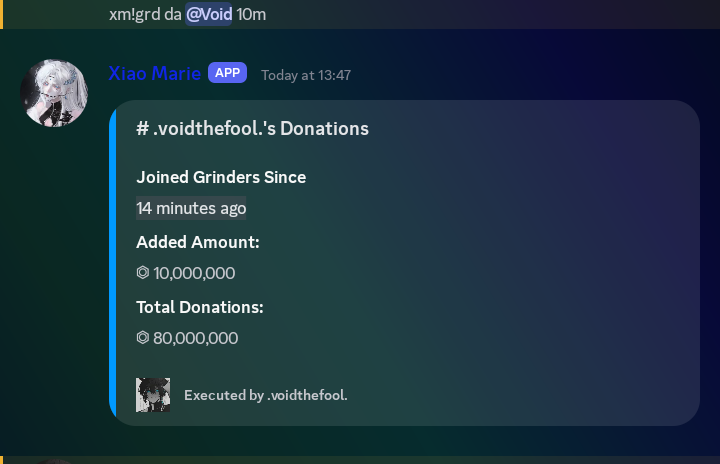 xm!grd da @Void 10m
Xiao Marie APP Today at 13:47
# .voidthefool.'s Donations
Joined Grinders Since
14 minutes ago
Added Amount:
⏣ 10,000,000
Total Donations:
⏣ 80,000,000
Executed by .voidthefool.